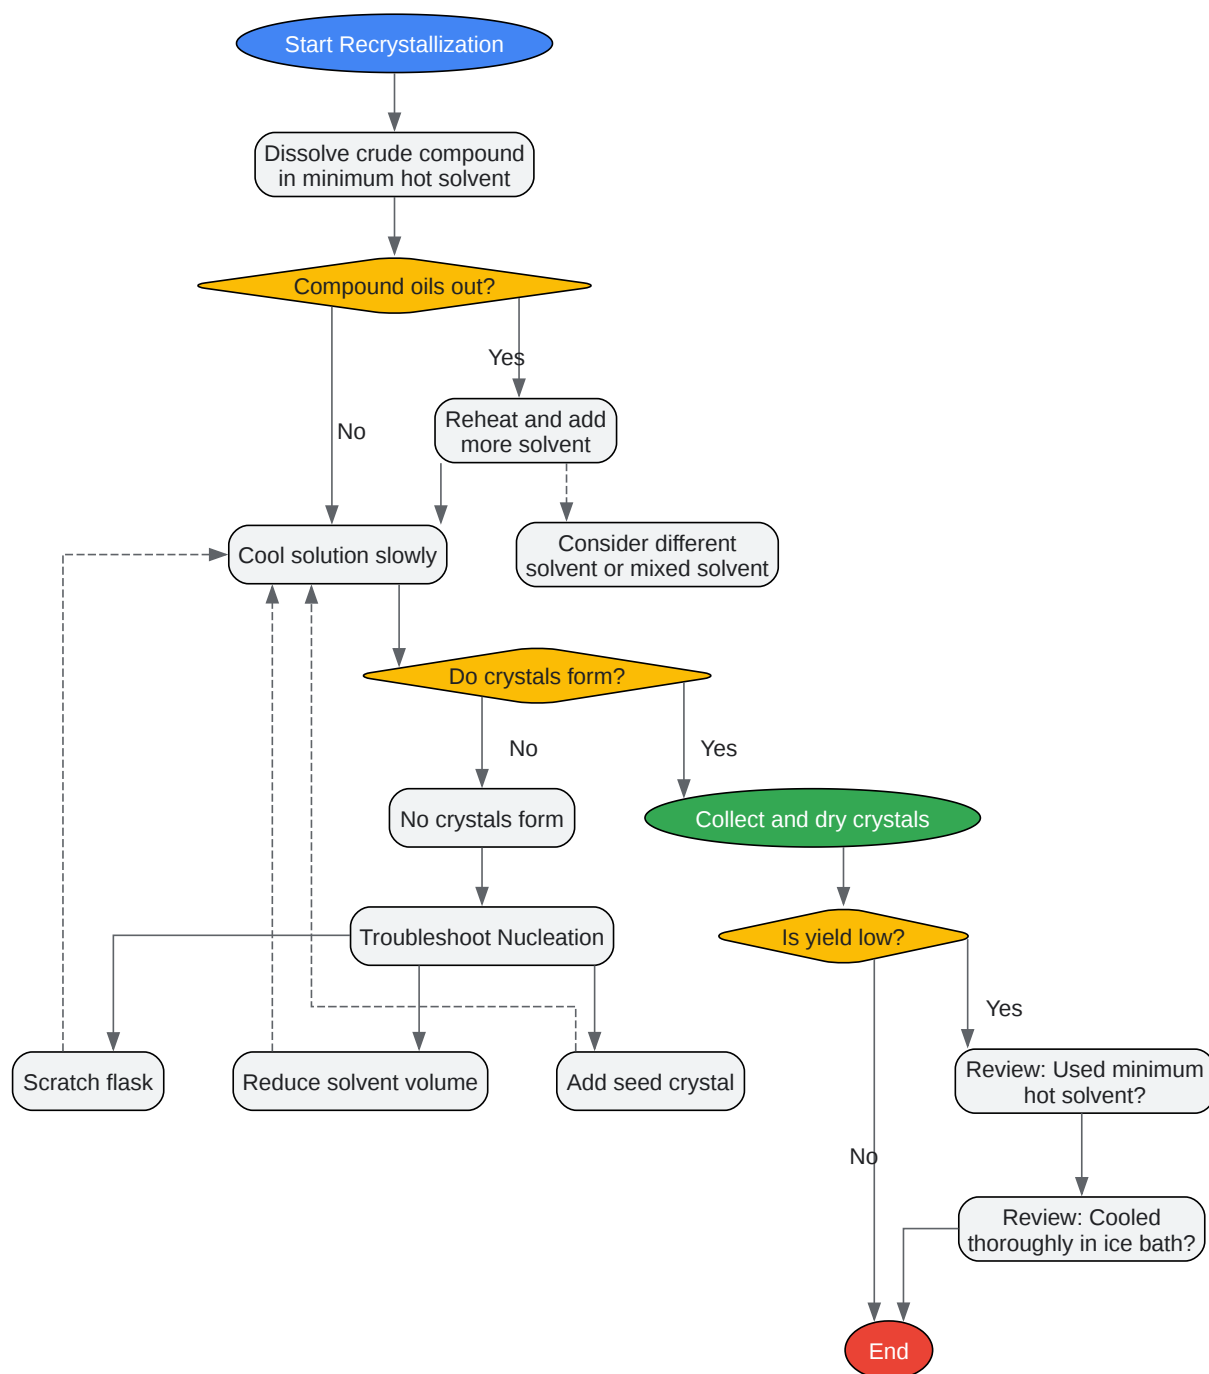 Start Recrystallization
Dissolve crude compound
in minimum hot solvent
Compound oils out?
Yes
No
Reheat and add
more solvent
Cool solution slowly
Consider different
solvent or mixed solvent
Do crystals form?
No
Yes
No crystals form
Collect and dry crystals
Troubleshoot Nucleation
Is yield low?
Yes
Scratch flask
Reduce solvent volume
Add seed crystal
Review: Used minimum
hot solvent?
No
Review: Cooled
thoroughly in ice bath?
End